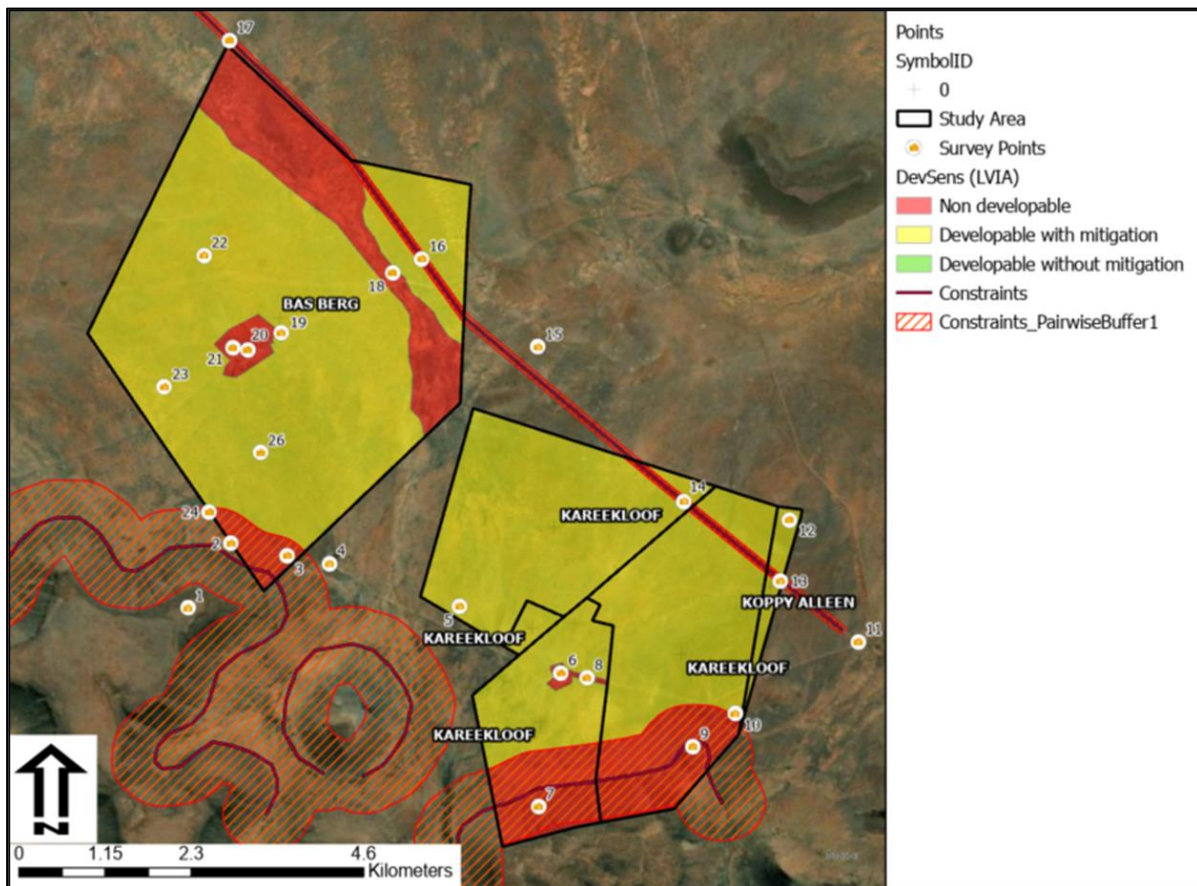 17
16
22
18
BAS BERG
19
20
21
15
23
26
24
14
KAREEKLOOF
12
2
3
4
13
1
KOPPY ALLEEN
5
KAREEKLOOF
11
6
8
KAREEKLOOF
10
KAREEKLOOF
9
7
N
0 1.15 2.3 4.6
Kilometers
Points
SymbolID
0
Study Area
Survey Points
DevSens (LVIA)
Non developable
Developable with mitigation
Developable without mitigation
Constraints
Constraints_PairwiseBuffer1